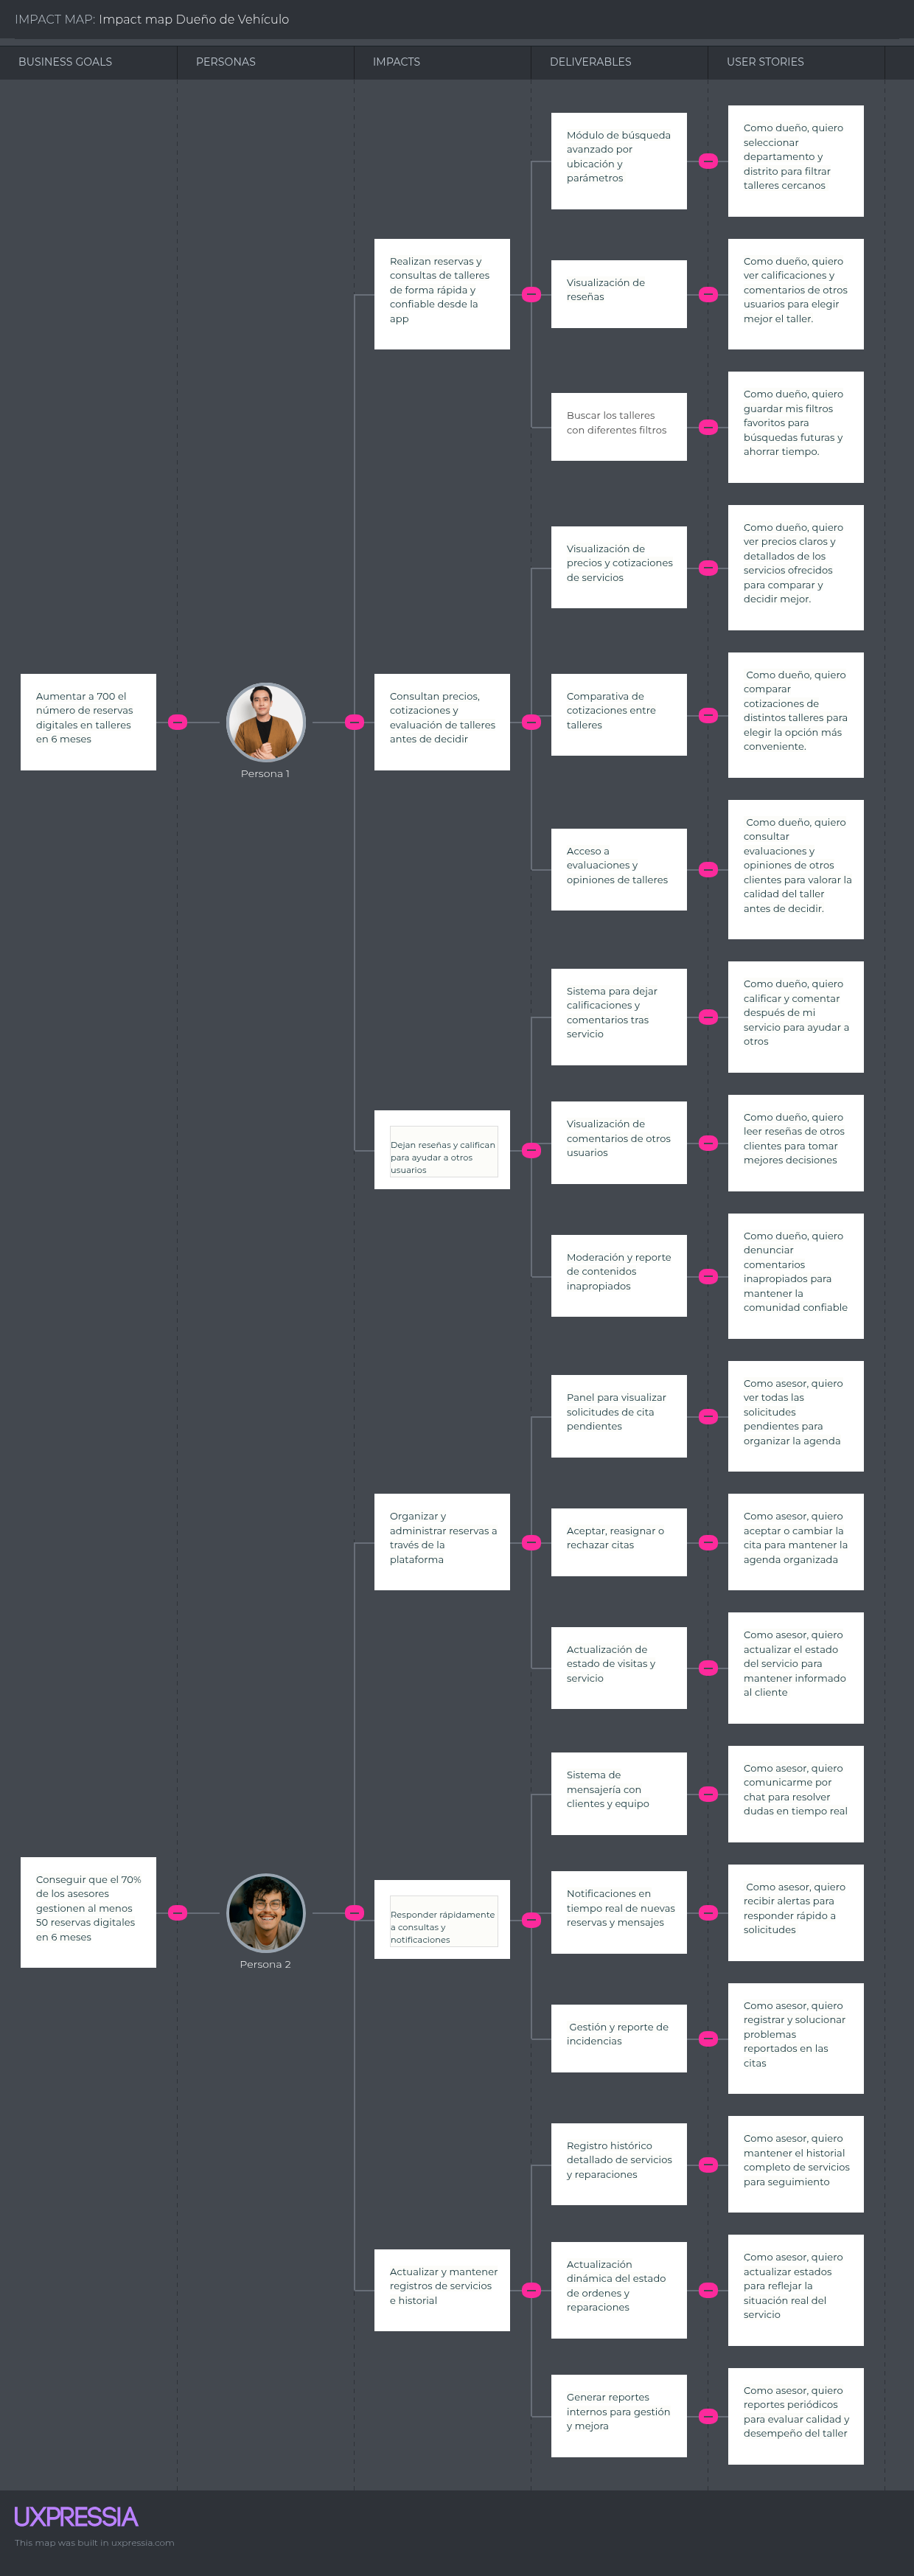 IMPACT MAP: Impact map Dueño de Vehículo
BUSINESS GOALS
PERSONAS
IMPACTS
DELIVERABLES
USER STORIES
Aumentar a 700 el
número de reservas
digitales en talleres
en 6 meses
Persona 1
Realizan reservas y
consultas de talleres
de forma rápida y
confiable desde la
app
Módulo de búsqueda
avanzado por
ubicación y
parámetros
Como dueño, quiero
seleccionar
departamento y
distrito para filtrar
talleres cercanos
Visualización de
reseñas
Como dueño, quiero
ver calificaciones y
comentarios de otros
usuarios para elegir
mejor el taller.
Buscar los talleres
con diferentes filtros
Como dueño, quiero
guardar mis filtros
favoritos para
búsquedas futuras y
ahorrar tiempo.
Consultan precios,
cotizaciones y
evaluación de talleres
antes de decidir
Visualización de
precios y cotizaciones
de servicios
Como dueño, quiero
ver precios claros y
detallados de los
servicios ofrecidos
para comparar y
decidir mejor.
Comparativa de
cotizaciones entre
talleres
Como dueño, quiero
comparar
cotizaciones de
distintos talleres para
elegir la opción más
conveniente.
Acceso a
evaluaciones y
opiniones de talleres
Como dueño, quiero
consultar
evaluaciones y
opiniones de otros
clientes para valorar la
calidad del taller
antes de decidir.
Dejan reseñas y califican
para ayudar a otros
usuarios
Sistema para dejar
calificaciones y
comentarios tras
servicio
Como dueño, quiero
calificar y comentar
después de mi
servicio para ayudar a
otros
Visualización de
comentarios de otros
usuarios
Como dueño, quiero
leer reseñas de otros
clientes para tomar
mejores decisiones
Moderación y reporte
de contenidos
inapropiados
Como dueño, quiero
denunciar
comentarios
inapropiados para
mantener la
comunidad confiable
Conseguir que el 70%
de los asesores
gestionen al menos
50 reservas digitales
en 6 meses
Persona 2
Organizar y
administrar reservas a
través de la
plataforma
Panel para visualizar
solicitudes de cita
pendientes
Como asesor, quiero
ver todas las
solicitudes
pendientes para
organizar la agenda
Aceptar, reasignar o
rechazar citas
Como asesor, quiero
aceptar o cambiar la
cita para mantener la
agenda organizada
Actualización de
estado de visitas y
servicio
Como asesor, quiero
actualizar el estado
del servicio para
mantener informado
al cliente
Responder rápidamente
a consultas y
notificaciones
Sistema de
mensajería con
clientes y equipo
Como asesor, quiero
comunicarme por
chat para resolver
dudas en tiempo real
Notificaciones en
tiempo real de nuevas
reservas y mensajes
Como asesor, quiero
recibir alertas para
responder rápido a
solicitudes
Gestión y reporte de
incidencias
Como asesor, quiero
registrar y solucionar
problemas
reportados en las
citas
Actualizar y mantener
registros de servicios
e historial
Registro histórico
detallado de servicios
y reparaciones
Como asesor, quiero
mantener el historial
completo de servicios
para seguimiento
Actualización
dinámica del estado
de ordenes y
reparaciones
Como asesor, quiero
actualizar estados
para reflejar la
situación real del
servicio
Generar reportes
internos para gestión
y mejora
Como asesor, quiero
reportes periódicos
para evaluar calidad y
desempeño del taller
UXPRESSIA
This map was built in uxpressia.com